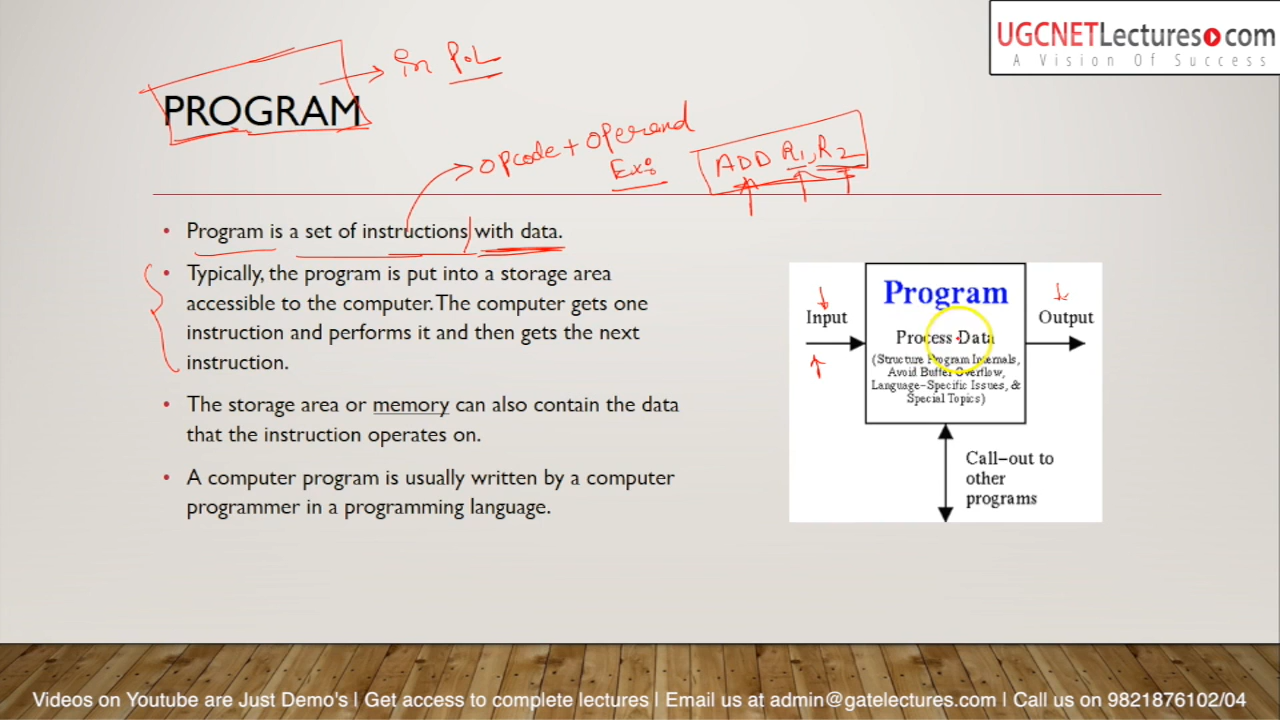 UGCNETLectures.com
A Vision Of Success
in P.L
PROGRAM
opcode + operand
Ex:
ADD R1, R2
• Program is a set of instructions with data.
• Typically, the program is put into a storage area
accessible to the computer. The computer gets one
instruction and performs it and then gets the next
instruction.
• The storage area or memory can also contain the data
that the instruction operates on.
• A computer program is usually written by a computer
programmer in a programming language.
Input
Program
Process Data
(Structure Program Internals,
Avoid Buffer Overflow,
Language-Specific Issues, &
Special Topics)
Output
Call-out to
other
programs
Videos on Youtube are Just Demo's | Get access to complete lectures | Email us at admin@gatelectures.com | Call us on 9821876102/04